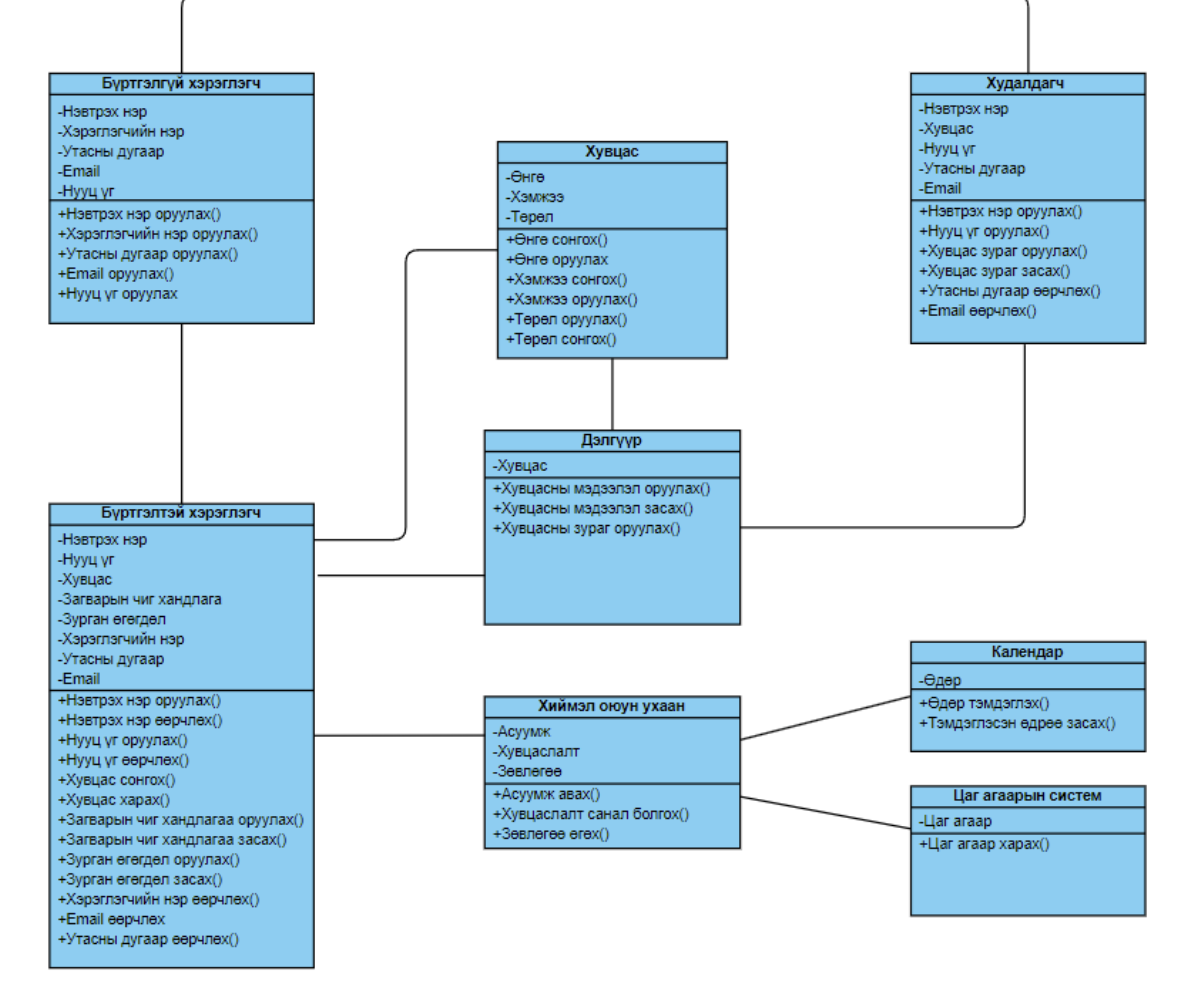 Бүртгэлгүй хэрэглэгч
-Нэвтрэх нэр
-Хэрэглэгчийн нэр
-Утасны дугаар
-Email
-Нууц үг
+Нэвтрэх нэр оруулах()
+Хэрэглэгчийн нэр оруулах()
+Утасны дугаар оруулах()
+Email оруулах()
+Нууц үг оруулах
Хувцас
-Өнгө
-Хэмжээ
-Төрөл
+Өнгө сонгох()
+Өнгө оруулах
+Хэмжээ сонгох()
+Хэмжээ оруулах()
+Төрөл оруулах()
+Төрөл сонгох()
Худалдагч
-Нэвтрэх нэр
-Хувцас
-Нууц үг
-Утасны дугаар
-Email
+Нэвтрэх нэр оруулах()
+Нууц үг оруулах()
+Хувцас зураг оруулах()
+Хувцас зураг засах()
+Утасны дугаар өөрчлөх()
+Email өөрчлөх()
Дэлгүүр
-Хувцас
+Хувцасны мэдээлэл оруулах()
+Хувцасны мэдээлэл засах()
+Хувцасны зураг оруулах()
Бүртгэлтэй хэрэглэгч
-Нэвтрэх нэр
-Нууц үг
-Хувцас
-Загварын чиг хандлага
-Зурган өгөгдөл
-Хэрэглэгчийн нэр
-Утасны дугаар
-Email
+Нэвтрэх нэр оруулах()
+Нэвтрэх нэр өөрчлөх()
+Нууц үг оруулах()
+Нууц үг өөрчлөх()
+Хувцас сонгох()
+Хувцас харах()
+Загварын чиг хандлагаа оруулах()
+Загварын чиг хандлагаа засах()
+Зурган өгөгдөл оруулах()
+Зурган өгөгдөл засах()
+Хэрэглэгчийн нэр өөрчлөх()
+Email өөрчлөх
+Утасны дугаар өөрчлөх()
Хиймэл оюун ухаан
-Асуумж
-Хувцаслалт
-Зөвлөгөө
+Асуумж авах()
+Хувцаслалт санал болгох()
+Зөвлөгөө өгөх()
Календар
-Өдөр
+Өдөр тэмдэглэх()
+Тэмдэглэсэн өдрөө засах()
Цаг агаарын систем
-Цаг агаар
+Цаг агаар харах()